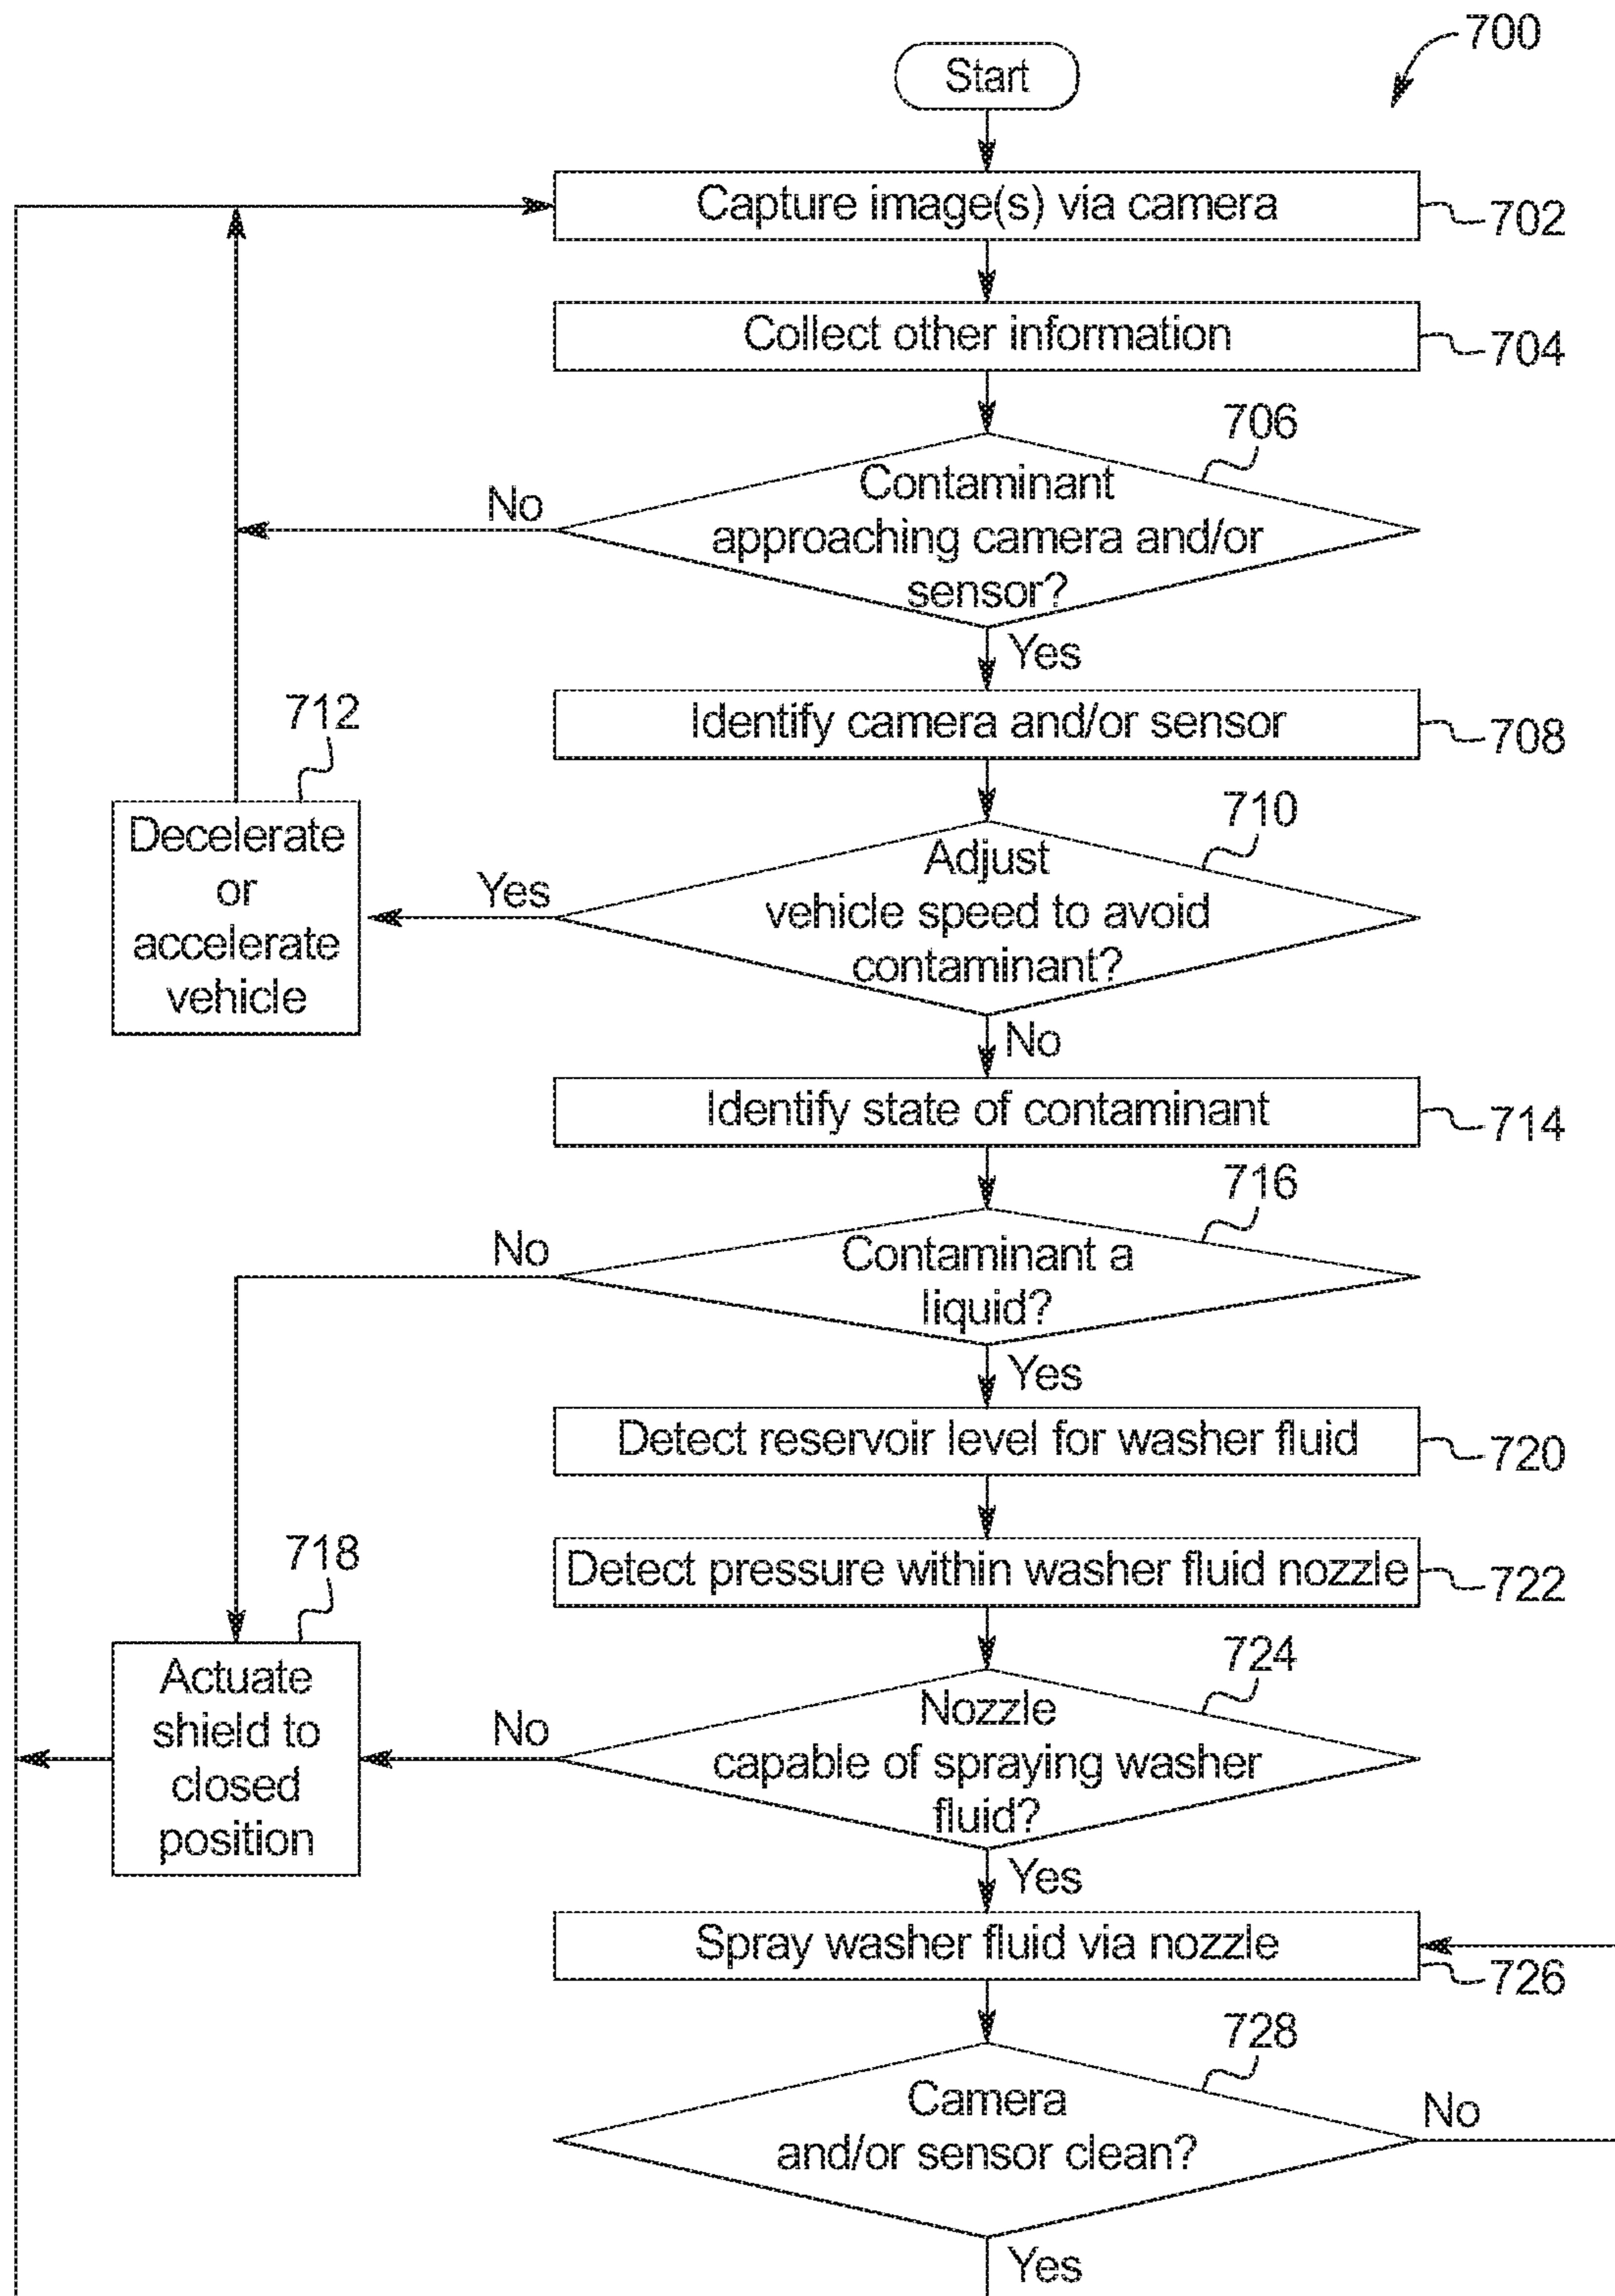 700
Start
Capture image(s) via camera
702
Collect other information
704
706
Contaminant
approaching camera and/or
sensor?
No
Yes
Identify camera and/or sensor
708
712
Decelerate
or
accelerate
vehicle
710
Adjust
vehicle speed to avoid
contaminant?
Yes
No
Identify state of contaminant
714
716
Contaminant a
liquid?
No
Yes
Detect reservoir level for washer fluid
720
Detect pressure within washer fluid nozzle
722
718
Actuate
shield to
closed
position
724
Nozzle
capable of spraying washer
fluid?
No
Yes
Spray washer fluid via nozzle
726
728
Camera
and/or sensor clean?
No
Yes